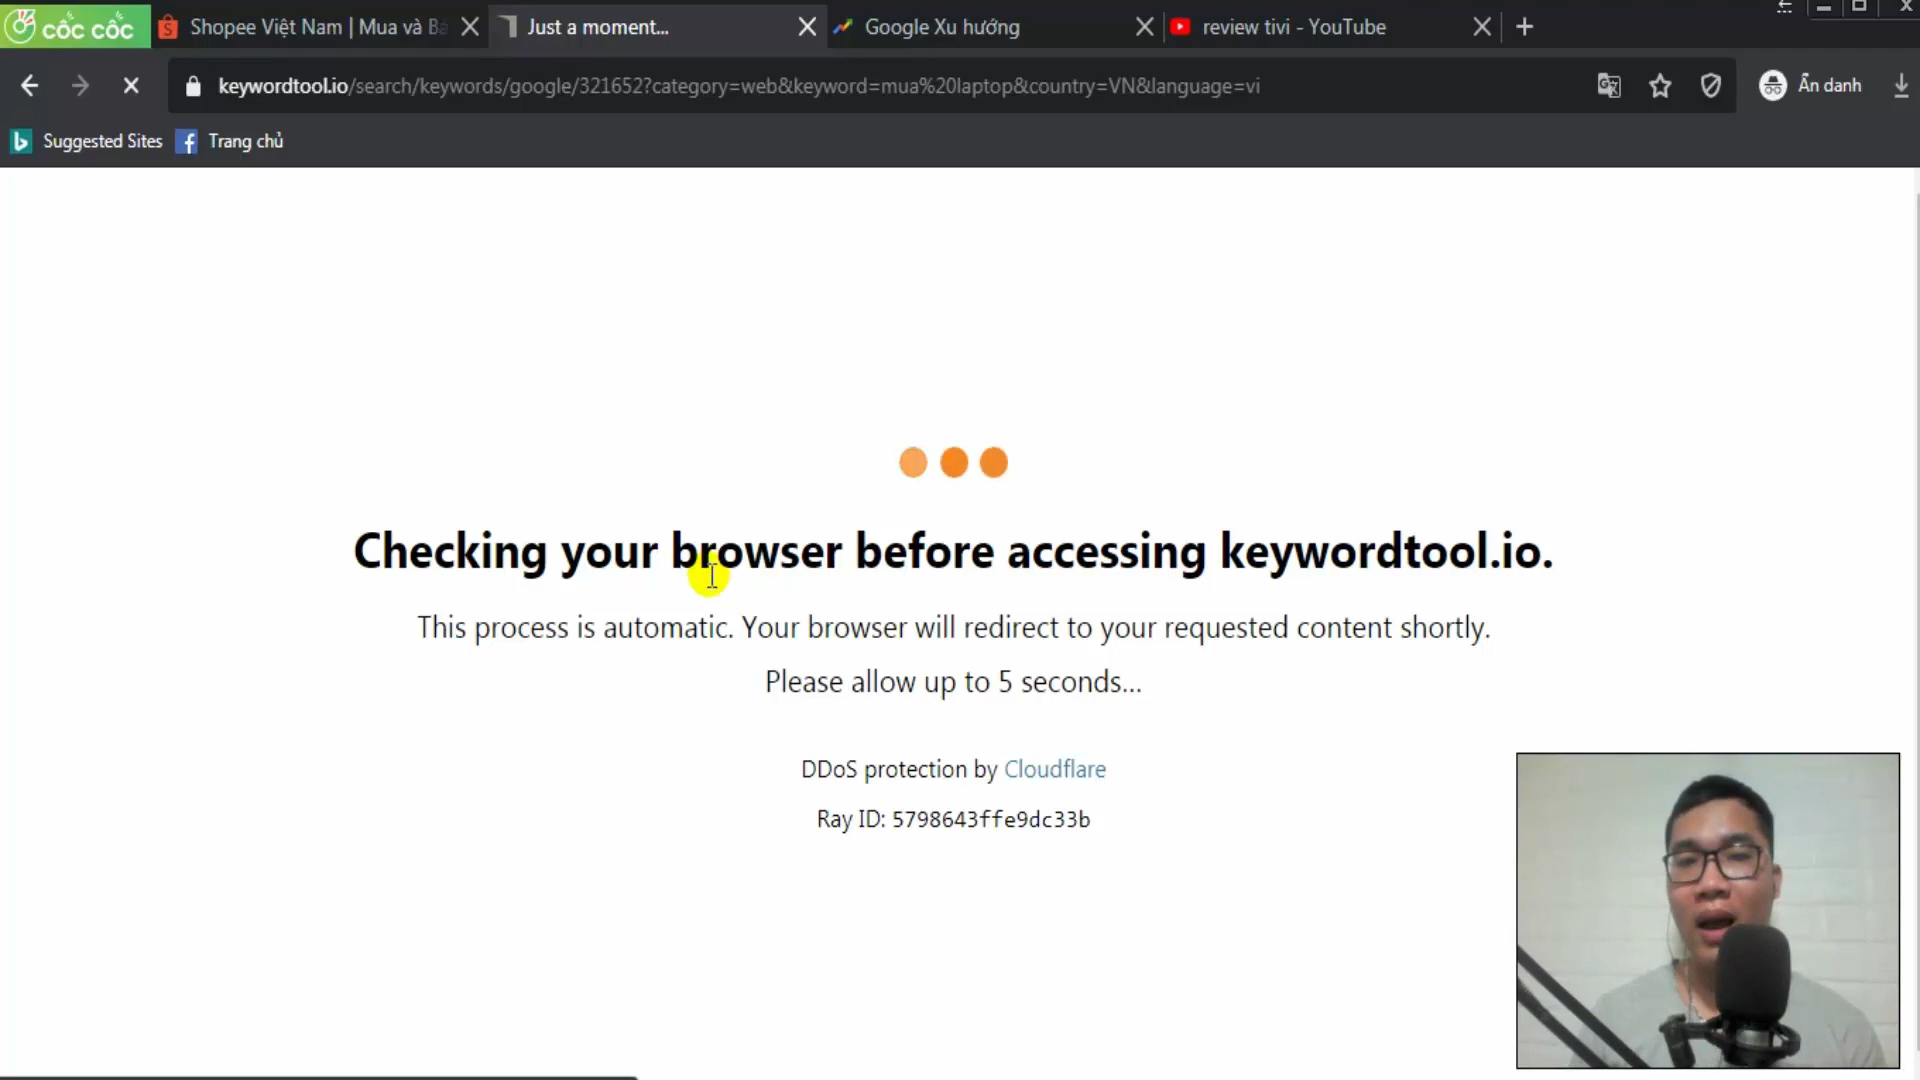 cốc cốc
Shopee Việt Nam | Mua và Bá
Just a moment...
Google Xu hướng
review tivi - YouTube
keywordtool.io/search/keywords/google/321652?category=web&keyword=mua%20laptop&country=VN&language=vi
Ẩn danh
Suggested Sites
Trang chủ
Checking your browser before accessing keywordtool.io.
This process is automatic. Your browser will redirect to your requested content shortly.
Please allow up to 5 seconds...
DDoS protection by Cloudflare
Ray ID: 5798643ffe9dc33b